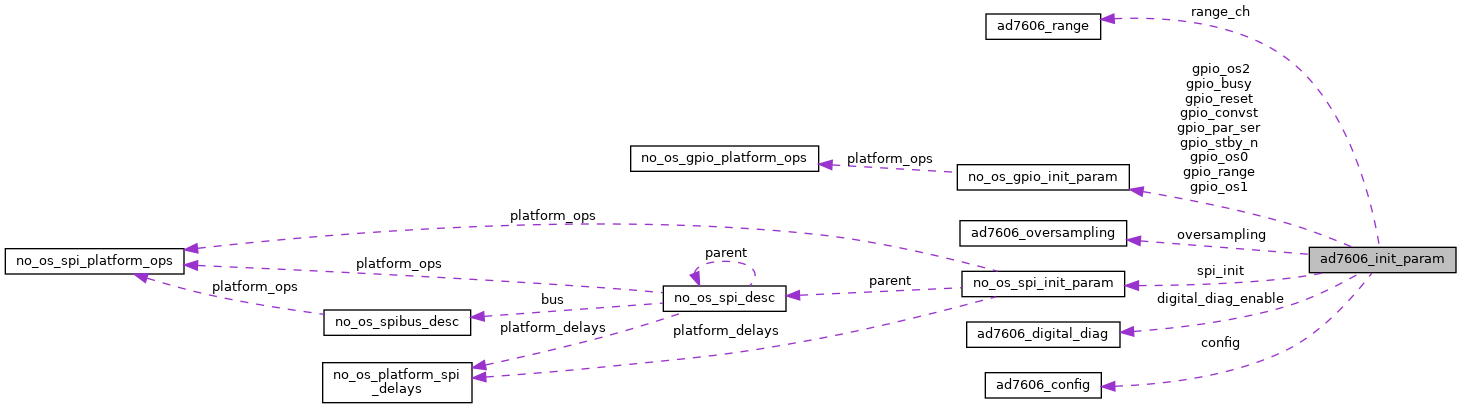 range_ch
ad7606_range
gpio_os2
gpio_busy
gpio_reset
gpio_convst
gpio_par_ser
gpio_stby_n
gpio_os0
gpio_range
gpio_os1
no_os_gpio_platform_ops
platform_ops
no_os_gpio_init_param
platform_ops
ad7606_oversampling
oversampling
no_os_spi_platform_ops
platform_ops
parent
ad7606_init_param
spi_init
no_os_spi_init_param
parent
no_os_spi_desc
platform_ops
bus
digital_diag_enable
no_os_spibus_desc
platform_delays
platform_delays
ad7606_digital_diag
config
no_os_platform_spi
_delays
ad7606_config